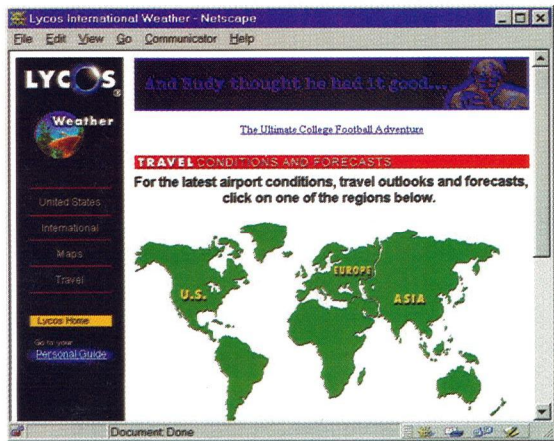 Lycos International Weather - Netscape
File Edit View Go Communicator Help
LYCOS®
Weather
United States
International
Maps
Travel
Lycos Home
Go to your
Personal Guide
And Rudy thought he had it good...
The Ultimate College Football Adventure
TRAVEL CONDITIONS AND FORECASTS
For the latest airport conditions, travel outlooks and forecasts,
click on one of the regions below.
U.S.
EUROPE
ASIA
Document: Done